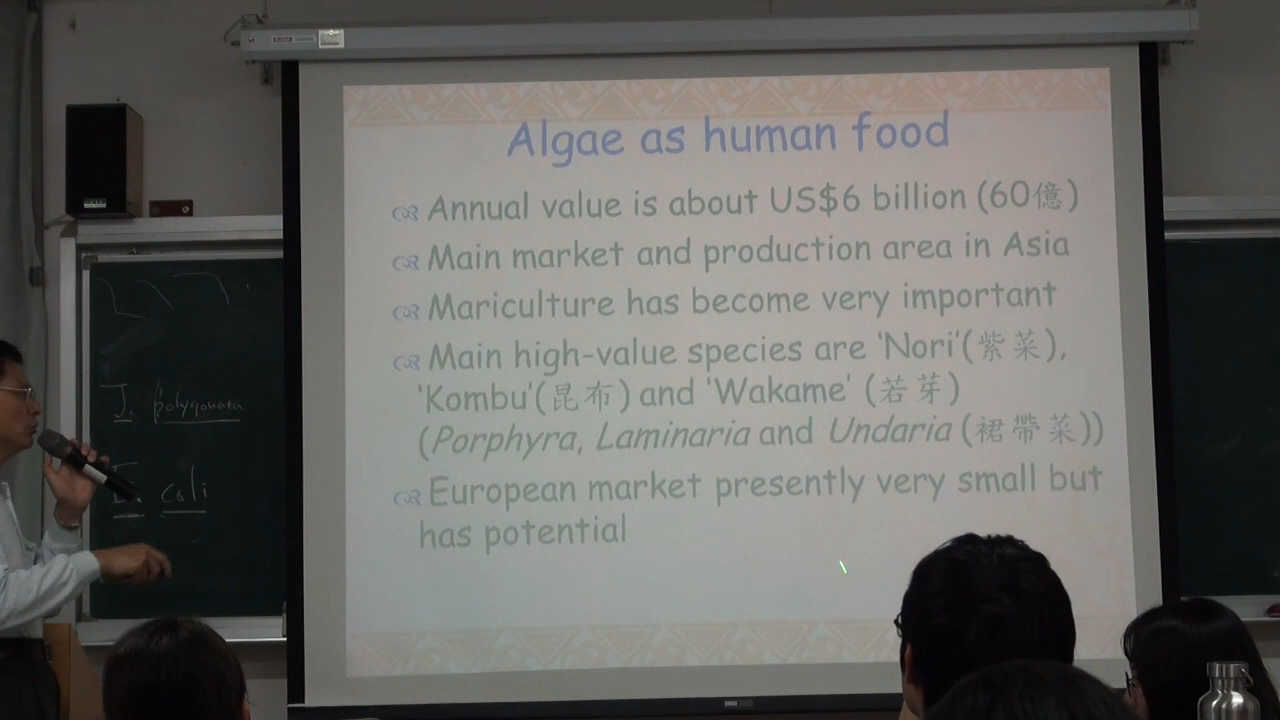 Algae as human food
Annual value is about US$6 billion (60億)
Main market and production area in Asia
Mariculture has become very important
Main high-value species are 'Nori'(紫菜),
'Kombu'(昆布) and 'Wakame' (若芽)
(Porphyra, Laminaria and Undaria (裙帶菜))
European market presently very small but
has potential
J. polygonata
E. coli